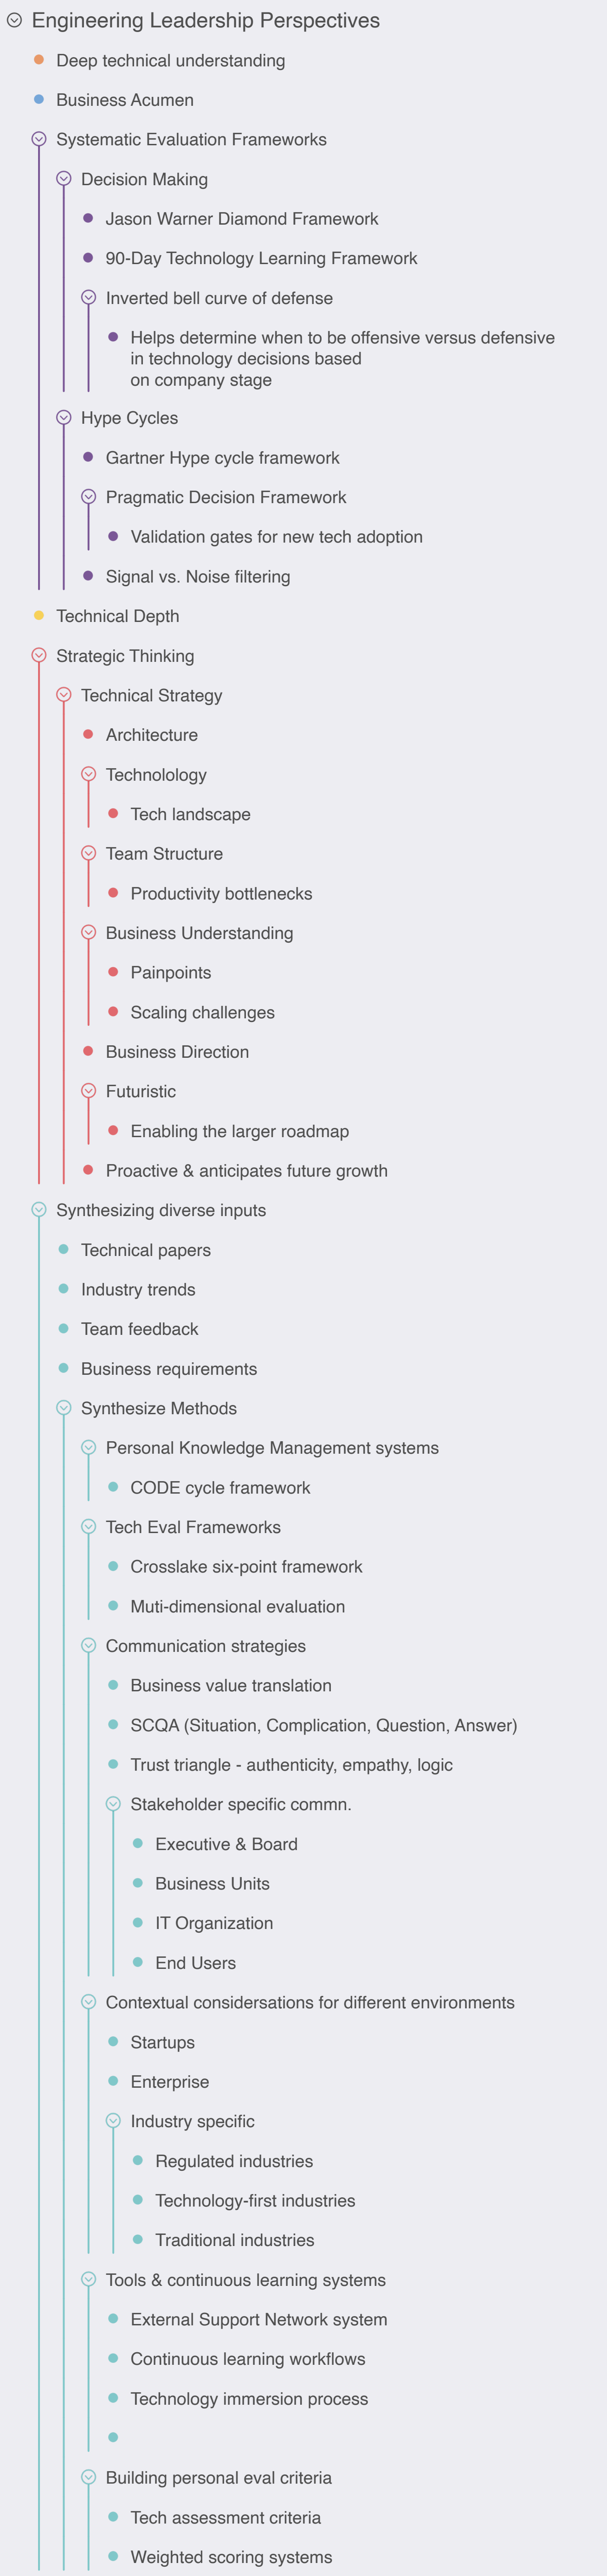 Engineering Leadership Perspectives
Deep technical understanding
Business Acumen
Systematic Evaluation Frameworks
Decision Making
Jason Warner Diamond Framework
90-Day Technology Learning Framework
Inverted bell curve of defense
Helps determine when to be offensive versus defensive
in technology decisions based
on company stage
Hype Cycles
Gartner Hype cycle framework
Pragmatic Decision Framework
Validation gates for new tech adoption
Signal vs. Noise filtering
Technical Depth
Strategic Thinking
Technical Strategy
Architecture
Technolology
Tech landscape
Team Structure
Productivity bottlenecks
Business Understanding
Painpoints
Scaling challenges
Business Direction
Futuristic
Enabling the larger roadmap
Proactive & anticipates future growth
Synthesizing diverse inputs
Technical papers
Industry trends
Team feedback
Business requirements
Synthesize Methods
Personal Knowledge Management systems
CODE cycle framework
Tech Eval Frameworks
Crosslake six-point framework
Muti-dimensional evaluation
Communication strategies
Business value translation
SCQA (Situation, Complication, Question, Answer)
Trust triangle - authenticity, empathy, logic
Stakeholder specific commn.
Executive & Board
Business Units
IT Organization
End Users
Contextual considersations for different environments
Startups
Enterprise
Industry specific
Regulated industries
Technology-first industries
Traditional industries
Tools & continuous learning systems
External Support Network system
Continuous learning workflows
Technology immersion process
Building personal eval criteria
Tech assessment criteria
Weighted scoring systems